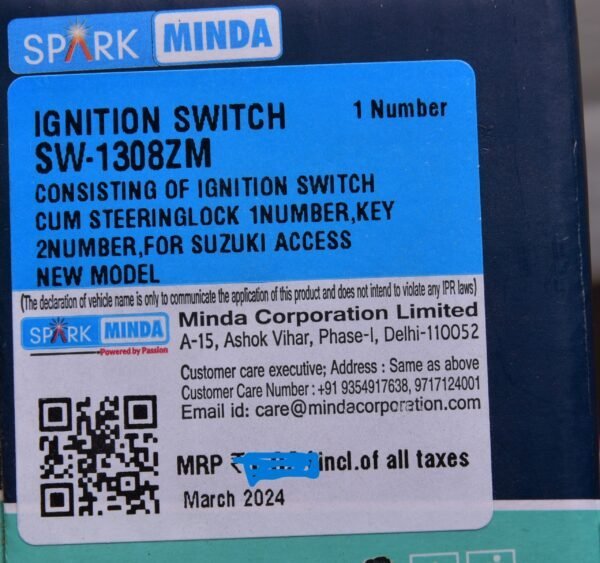 SPARK MINDA
IGNITION SWITCH 1 Number
SW-1308ZM
CONSISTING OF IGNITION SWITCH
CUM STEERINGLOCK 1NUMBER,KEY
2NUMBER,FOR SUZUKI ACCESS
NEW MODEL
(The declaration of vehicle name is only to communicate the application of this product and does not intend to violate any IPR laws)
SPARK MINDA
Powered by Passion
Minda Corporation Limited
A-15, Ashok Vihar, Phase-I, Delhi-110052
Customer care executive; Address : Same as above
Customer Care Number : +91 9354917638, 9717124001
Email id: care@mindacorporation.com
MRP ₹ incl.of all taxes
March 2024